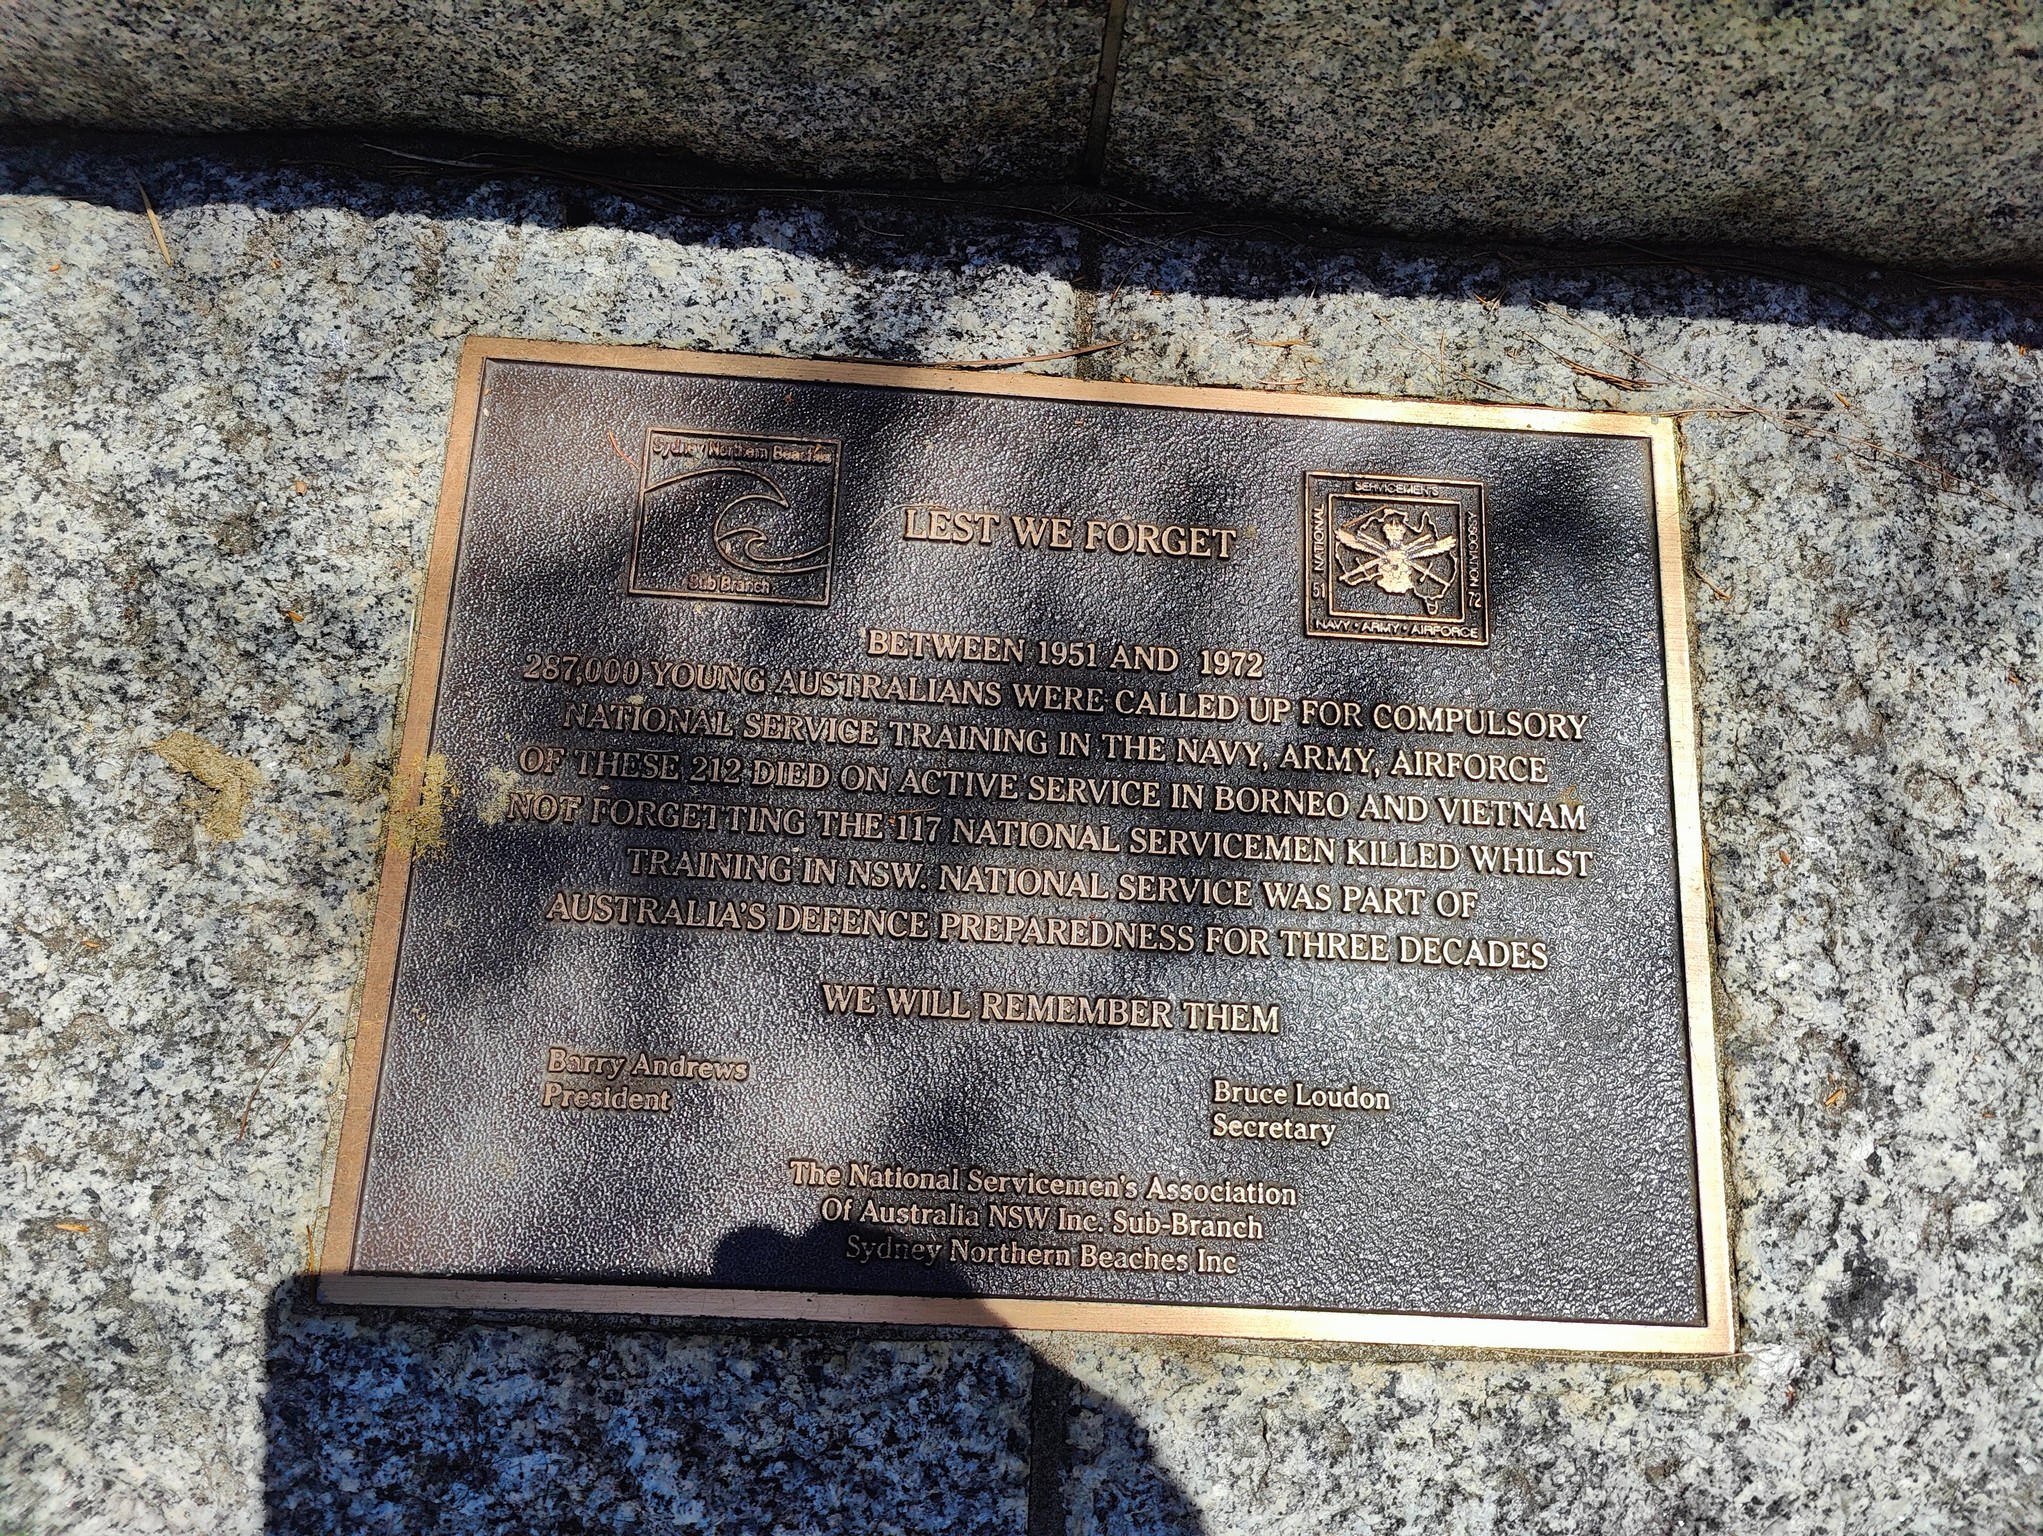 Sydney Northern Beaches
Sub Branch
LEST WE FORGET
SERVICEMEN'S
NATIONAL
ASSOCIATION
51
72
NAVY • ARMY • AIRFORCE
BETWEEN 1951 AND 1972
287,000 YOUNG AUSTRALIANS WERE CALLED UP FOR COMPULSORY
NATIONAL SERVICE TRAINING IN THE NAVY, ARMY, AIRFORCE
OF THESE 212 DIED ON ACTIVE SERVICE IN BORNEO AND VIETNAM
NOT FORGETTING THE 117 NATIONAL SERVICEMEN KILLED WHILST
TRAINING IN NSW. NATIONAL SERVICE WAS PART OF
AUSTRALIA'S DEFENCE PREPAREDNESS FOR THREE DECADES
WE WILL REMEMBER THEM
Barry Andrews
President
Bruce Loudon
Secretary
The National Servicemen's Association
Of Australia NSW Inc. Sub-Branch
Sydney Northern Beaches Inc